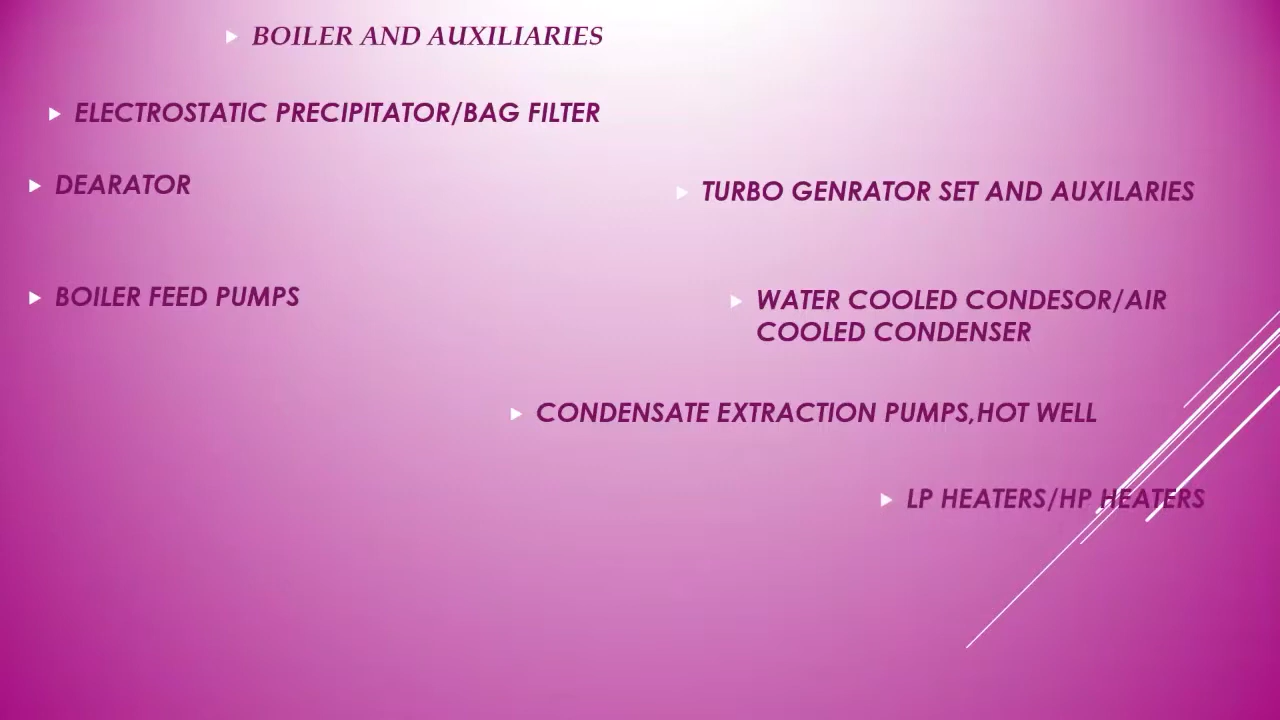 BOILER AND AUXILIARIES
ELECTROSTATIC PRECIPITATOR/BAG FILTER
DEARATOR
TURBO GENRATOR SET AND AUXILARIES
BOILER FEED PUMPS
WATER COOLED CONDESOR/AIR
COOLED CONDENSER
CONDENSATE EXTRACTION PUMPS,HOT WELL
LP HEATERS/HP HEATERS